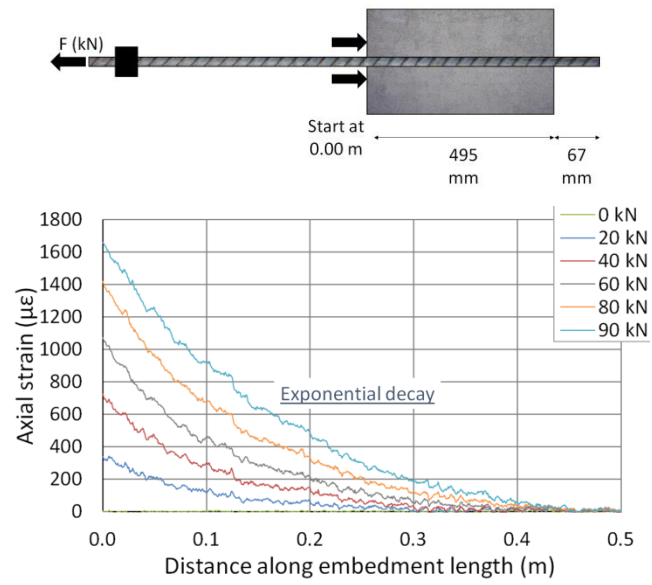 F (kN)
Start at
0.00 m
495
mm
67
mm
1800
1600
1400
1200
1000
800
600
400
200
0
Axial strain (με)
0 kN
20 kN
40 kN
60 kN
80 kN
90 kN
Exponential decay
0.0 0.1 0.2 0.3 0.4 0.5
Distance along embedment length (m)